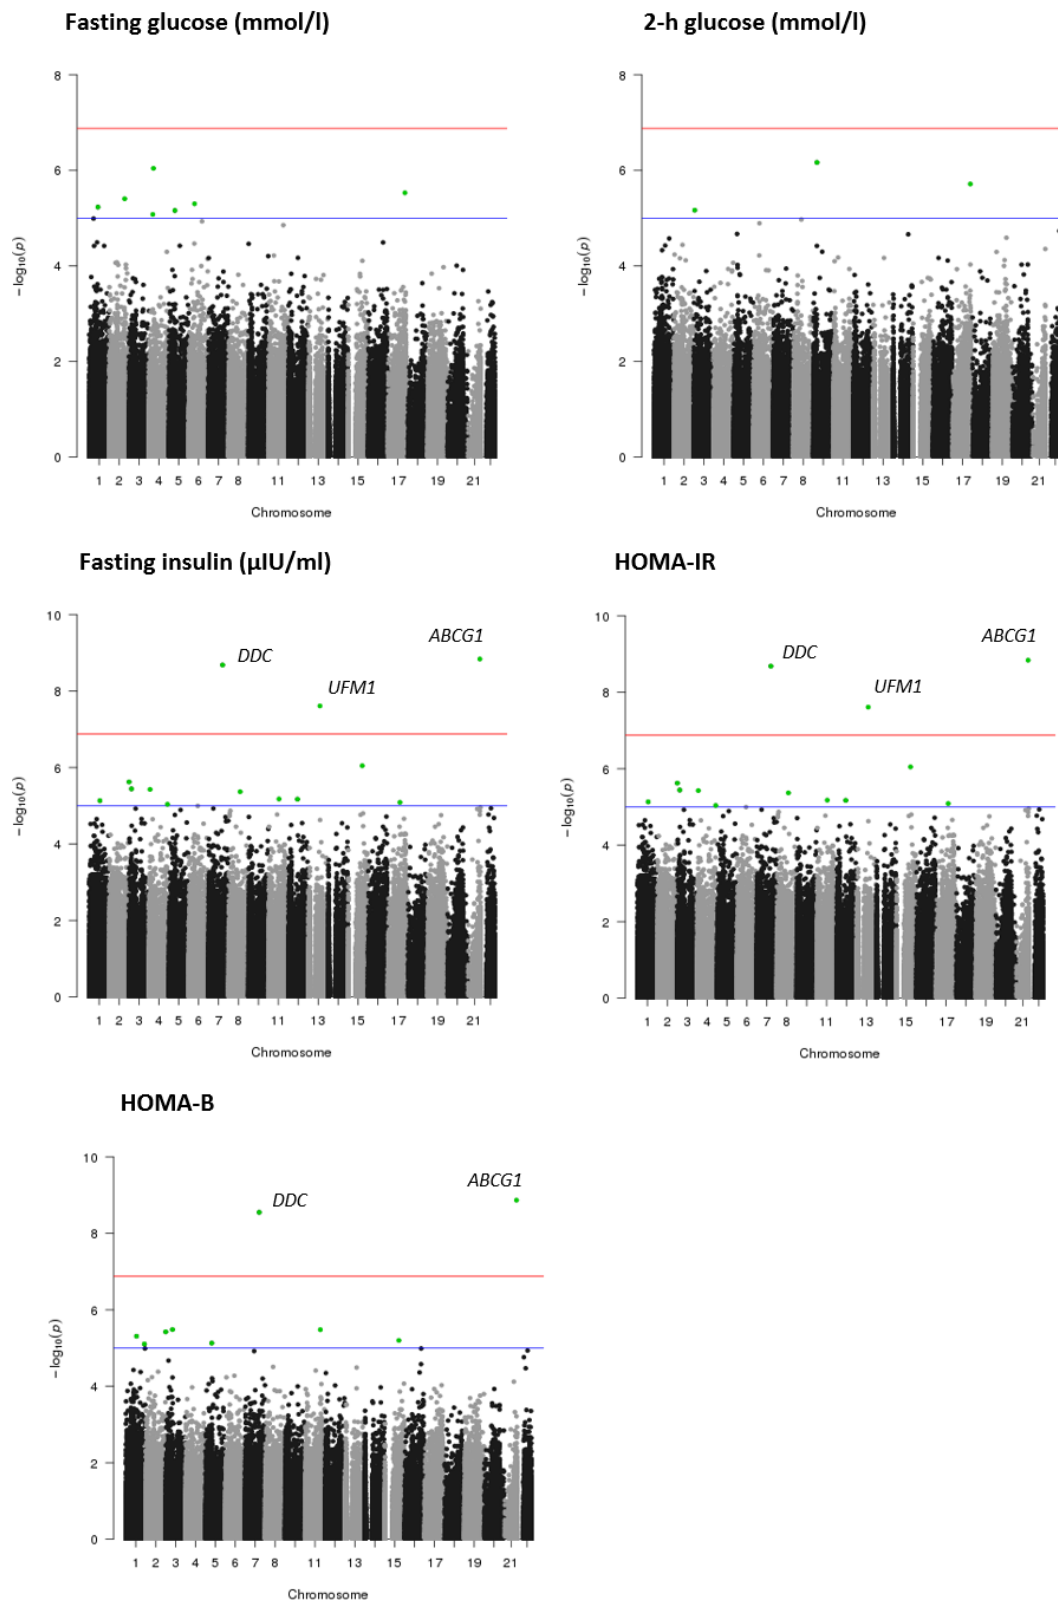 Fasting glucose (mmol/l)
8
6
4
2
0
−log10(p)
1 2 3 4 5 6 7 8 11 13 15 17 19 21
Chromosome
2-h glucose (mmol/l)
8
6
4
2
0
−log10(p)
1 2 3 4 5 6 7 8 11 13 15 17 19 21
Chromosome
Fasting insulin (µIU/ml)
10
8
6
4
2
0
−log10(p)
DDC
UFM1
ABCG1
1 2 3 4 5 6 7 8 11 13 15 17 19 21
Chromosome
HOMA-IR
10
8
6
4
2
0
−log10(p)
DDC
UFM1
ABCG1
1 2 3 4 5 6 7 8 11 13 15 17 19 21
Chromosome
HOMA-B
10
8
6
4
2
0
−log10(p)
DDC
ABCG1
1 2 3 4 5 6 7 8 11 13 15 17 19 21
Chromosome